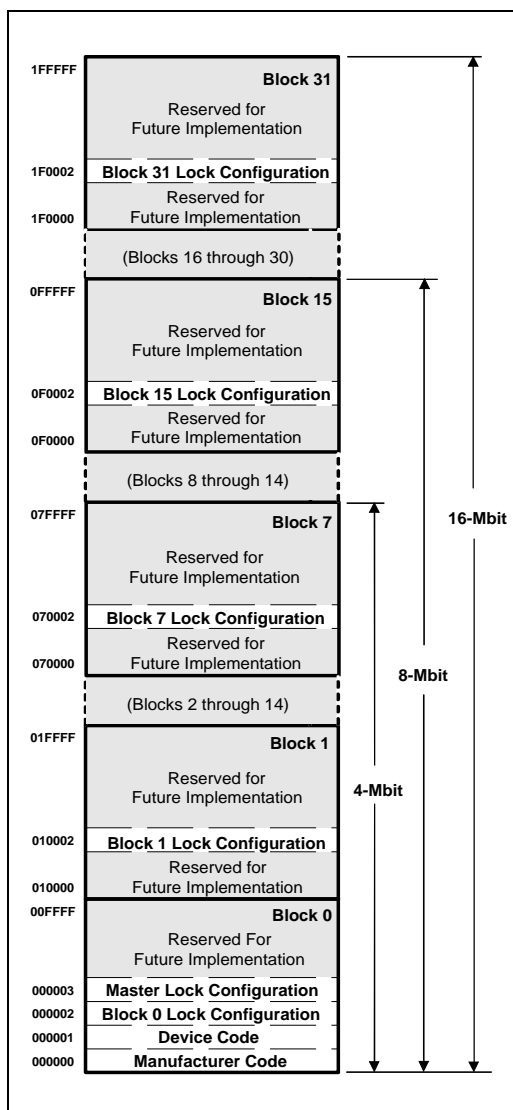 1FFFFF
Block 31
Reserved for
Future Implementation
1F0002
Block 31 Lock Configuration
Reserved for
1F0000
Future Implementation
(Blocks 16 through 30)
0FFFFF
Block 15
Reserved for
Future Implementation
0F0002
Block 15 Lock Configuration
Reserved for
0F0000
Future Implementation
(Blocks 8 through 14)
07FFFF
Block 7
16-Mbit
Reserved for
Future Implementation
070002
Block 7 Lock Configuration
Reserved for
070000
Future Implementation
8-Mbit
(Blocks 2 through 14)
01FFFF
Block 1
Reserved for
Future Implementation
4-Mbit
010002
Block 1 Lock Configuration
Reserved for
010000
Future Implementation
00FFFF
Block 0
Reserved For
Future Implementation
000003
Master Lock Configuration
000002
Block 0 Lock Configuration
000001
Device Code
000000
Manufacturer Code